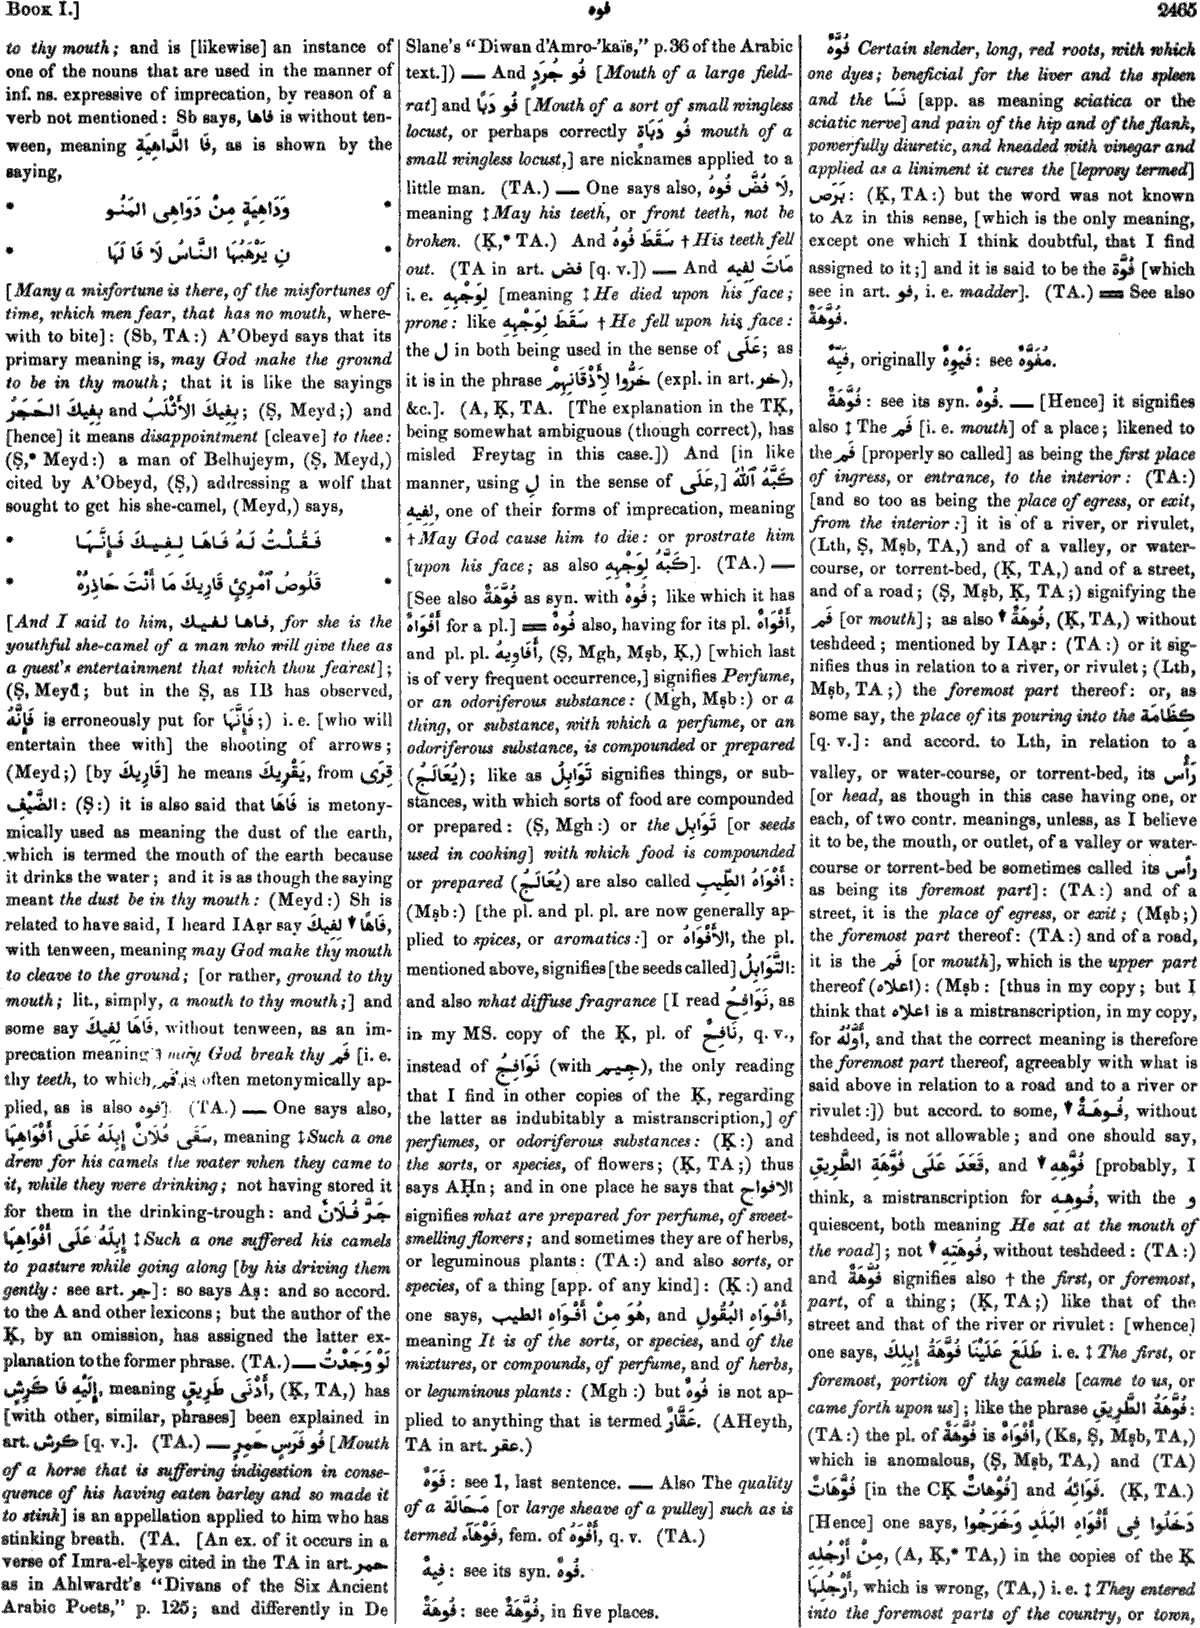 BOOK I.]
فوه
2465
to thy mouth; and is [likewise] an instance of
one of the nouns that are used in the manner of
inf. ns. expressive of imprecation, by reason of a
verb not mentioned: Sb says, فاها is without ten-
ween, meaning فَا الدَّاهِيَةِ, as is shown by the
saying,
* وَدَاهِيَةٍ مِنْ دَوَاهِى المَنُو *
* نِ يَرْهَبُهَا النَّاسُ لَا فَا لَهَا *
[Many a misfortune is there, of the misfortunes of
time, which men fear, that has no mouth, where-
with to bite]: (Sb, TA:) A'Obeyd says that its
primary meaning is, may God make the ground
to be in thy mouth; that it is like the sayings
بِفِيكَ الحَجَرُ and بِفِيكَ الأَثْلَبُ; (Ṣ, Meyd;) and
[hence] it means disappointment [cleave] to thee:
(Ṣ,* Meyd:) a man of Belhujeym, (Ṣ, Meyd,)
cited by A'Obeyd, (Ṣ,) addressing a wolf that
sought to get his she-camel, (Meyd,) says,
* فَقُلْتُ لَهُ فَاهَا لِفِيكَ فَإِنَّهَا *
* قَلُوصُ ٱمْرِئٍ قَارِيكَ مَا أَنْتَ حَاذِرُهْ *
[And I said to him, فاها لفيك, for she is the
youthful she-camel of a man who will give thee as
a guest's entertainment that which thou fearest];
(Ṣ, Meyd; but in the Ṣ, as IB has observed,
فَإِنَّهُ is erroneously put for فَإِنَّهَا;) i. e. [who will
entertain thee with] the shooting of arrows;
(Meyd;) [by قَارِيكَ] he means يَقْرِيكَ, from قِرَى
الضَّيْفِ: (Ṣ:) it is also said that فَاهَا is metony-
mically used as meaning the dust of the earth,
which is termed the mouth of the earth because
it drinks the water; and it is as though the saying
meant the dust be in thy mouth: (Meyd:) Sh is
related to have said, I heard IAạr say فَاهًا▼ لِفِيكَ,
with tenween, meaning may God make thy mouth
to cleave to the ground; [or rather, ground to thy
mouth; lit., simply, a mouth to thy mouth;] and
some say فَاهَا لِفِيكَ, without tenween, as an im-
precation meaning may God break thy فَم [i. e.
thy teeth, to which فم is often metonymically ap-
plied, as is also فوه]. (TA.) — One says also,
سَقَى فُلَانٌ إِبِلَهُ عَلَى أَفْوَاهِهَا, meaning ‡Such a one
drew for his camels the water when they came to
it, while they were drinking; not having stored it
for them in the drinking-trough: and جَرَّ فُلَانٌ
إِبِلَهُ عَلَى أَفْوَاهِهَا ‡Such a one suffered his camels
to pasture while going along [by his driving them
gently: see art. جر]: so says Aṣ: and so accord.
to the A and other lexicons; but the author of the
Ḳ, by an omission, has assigned the latter ex-
planation to the former phrase. (TA.) — لَوْ وَجَدْتُ
إِلَيْهِ فَا كَرِشٍ, meaning أَدْنَى طَرِيقٍ, (Ḳ, TA,) has
[with other, similar, phrases] been explained in
art. كرش [q. v.]. (TA.) — فُو فَرَسٍ حَمِرٍ [Mouth
of a horse that is suffering indigestion in conse-
quence of his having eaten barley and so made it
to stink] is an appellation applied to him who has
stinking breath. (TA. [An ex. of it occurs in a
verse of Imra-el-ḳeys cited in the TA in art. حمر
as in Ahlwardt's "Divans of the Six Ancient
Arabic Poets," p. 125; and differently in De
Slane's "Diwan d'Amro-'kaïs," p. 36 of the Arabic
text.]) — And فُو جُرَذٍ [Mouth of a large field-
rat] and فُو دَبًا [Mouth of a sort of small wingless
locust, or perhaps correctly فُو دَبَاةٍ mouth of a
small wingless locust,] are nicknames applied to a
little man. (TA.) — One says also, لَا فُضَّ فُوهُ,
meaning ‡May his teeth, or front teeth, not be
broken. (Ḳ,* TA.) And سَقَطَ فُوهُ †His teeth fell
out. (TA in art. فض [q. v.]) — And مَاتَ لِفِيهِ
i. e. لِوَجْهِهِ [meaning ‡He died upon his face;
prone: like سَقَطَ لِوَجْهِهِ †He fell upon his face:
the ل in both being used in the sense of عَلَى; as
it is in the phrase خَرُّوا لِأَذْقَانِهِمْ (expl. in art. خر),
&c.]. (A, Ḳ, TA. [The explanation in the TḲ,
being somewhat ambiguous (though correct), has
misled Freytag in this case.]) And [in like
manner, using لِ in the sense of عَلَى,] كَبَّهُ ٱللّٰهُ
لِفِيهِ, one of their forms of imprecation, meaning
†May God cause him to die: or prostrate him
[upon his face; as also كَبَّهُ لِوَجْهِهِ]. (TA.) —
[See also فُوَّهَةٌ as syn. with فُوهٌ; like which it has
أَفْوَاهٌ for a pl.] ═ فُوهٌ also, having for its pl. أَفْوَاهٌ,
and pl. pl. أَفَاوِيهُ, (Ṣ, Mgh, Mṣb, Ḳ,) [which last
is of very frequent occurrence,] signifies Perfume,
or an odoriferous substance: (Mgh, Mṣb:) or a
thing, or substance, with which a perfume, or an
odoriferous substance, is compounded or prepared
(يُعَالَجُ); like as تَوَابِلُ signifies things, or sub-
stances, with which sorts of food are compounded
or prepared: (Ṣ, Mgh:) or the تَوَابِل [or seeds
used in cooking] with which food is compounded
or prepared (يُعَالَجُ) are also called أَفْوَاهُ الطِّيبِ:
(Mṣb:) [the pl. and pl. pl. are now generally ap-
plied to spices, or aromatics:] or الأَفْوَاهُ, the pl.
mentioned above, signifies [the seeds called] التَّوَابِلُ:
and also what diffuse fragrance [I read نَوَافِحُ, as
in my MS. copy of the Ḳ, pl. of نَافِحٌ, q. v.,
instead of نَوَافِجُ (with جيم), the only reading
that I find in other copies of the Ḳ, regarding
the latter as indubitably a mistranscription,] of
perfumes, or odoriferous substances: (Ḳ:) and
the sorts, or species, of flowers; (Ḳ, TA;) thus
says AḤn; and in one place he says that الافواح
signifies what are prepared for perfume, of sweet-
smelling flowers; and sometimes they are of herbs,
or leguminous plants: (TA:) and also sorts, or
species, of a thing [app. of any kind]: (Ḳ:) and
one says, هُوَ مِنْ أَفْوَاهِ الطيب, and أَفْوَاهِ البُقُولِ,
meaning It is of the sorts, or species, and of the
mixtures, or compounds, of perfume, and of herbs,
or leguminous plants: (Mgh:) but فُوهٌ is not ap-
plied to anything that is termed عَقَّارٌ. (AHeyth,
TA in art. عقر.)
فَوَهٌ: see 1, last sentence. — Also The quality
of a مَحَالَة [or large sheave of a pulley] such as is
termed فَوْهَآء, fem. of أَفْوَهُ, q. v. (TA.)
فِيهٌ: see its syn. فُوهٌ.
فُوهَةٌ: see فُوَّهَةٌ, in five places.
فُوَّهٌ Certain slender, long, red roots, with which
one dyes; beneficial for the liver and the spleen
and the نَسَا [app. as meaning sciatica or the
sciatic nerve] and pain of the hip and of the flank,
powerfully diuretic, and kneaded with vinegar and
applied as a liniment it cures the [leprosy termed]
بَرَص: (Ḳ, TA:) but the word was not known
to Az in this sense, [which is the only meaning,
except one which I think doubtful, that I find
assigned to it;] and it is said to be the فُوَّة [which
see in art. فو, i. e. madder]. (TA.) ═ See also
فُوَّهَةٌ.
فَيِّهٌ, originally فَيْوِهٌ: see مُفَوَّهٌ.
فُوَّهَةٌ: see its syn. فُوهٌ. — [Hence] it signifies
also ‡The فَم [i. e. mouth] of a place; likened to
the فَم [properly so called] as being the first place
of ingress, or entrance, to the interior: (TA:)
[and so too as being the place of egress, or exit,
from the interior:] it is of a river, or rivulet,
(Lth, Ṣ, Mṣb, TA,) and of a valley, or water-
course, or torrent-bed, (Ḳ, TA,) and of a street,
and of a road; (Ṣ, Mṣb, Ḳ, TA;) signifying the
فَم [or mouth]; as also ▼فُوهَةٌ, (Ḳ, TA,) without
teshdeed; mentioned by IAạr: (TA:) or it sig-
nifies thus in relation to a river, or rivulet; (Lth,
Mṣb, TA;) the foremost part thereof: or, as
some say, the place of its pouring into the كِظَامَة
[q. v.]: and accord. to Lth, in relation to a
valley, or water-course, or torrent-bed, its رَأْس
[or head, as though in this case having one, or
each, of two contr. meanings, unless, as I believe
it to be, the mouth, or outlet, of a valley or water-
course or torrent-bed be sometimes called its رأس
as being its foremost part]: (TA:) and of a
street, it is the place of egress, or exit; (Mṣb;)
the foremost part thereof: (TA:) and of a road,
it is the فَم [or mouth], which is the upper part
thereof (اعلاه): (Mṣb: [thus in my copy; but I
think that اعلاه is a mistranscription, in my copy,
for أَوَّلُهُ, and that the correct meaning is therefore
the foremost part thereof, agreeably with what is
said above in relation to a road and to a river or
rivulet:]) but accord. to some, ▼فُوهَةٌ, without
teshdeed, is not allowable; and one should say,
قَعَدَ عَلَى فُوَّهَةِ الطَّرِيقِ, and ▼فُوَّهِهِ [probably, I
think, a mistranscription for فُوهِهِ, with the و
quiescent, both meaning He sat at the mouth of
the road]; not ▼فُوهَتِهِ, without teshdeed: (TA:)
and فُوَّهَةٌ signifies also †the first, or foremost,
part, of a thing; (Ḳ, TA;) like that of the
street and that of the river or rivulet: [whence]
one says, طَلَعَ عَلَيْنَا فُوَّهَةُ إِبِلِكَ i. e. ‡The first, or
foremost, portion of thy camels [came to us, or
came forth upon us]; like the phrase فُوَّهَةُ الطَّرِيقِ:
(TA:) the pl. of فُوَّهَةٌ is أَفْوَاهٌ, (Ks, Ṣ, Mṣb, TA,)
which is anomalous, (Ṣ, Mṣb, TA,) and (TA)
فُوَّهَاتٌ [in the CḲ فُوْهاتٌ] and فَوَائِهُ. (Ḳ, TA.)
[Hence] one says, دَخَلُوا فِى أَفْوَاهِ البَلَدِ وَخَرَجُوا
مِنْ أَرْجُلِهِ, (A, Ḳ,* TA,) in the copies of the Ḳ
أَرْجُلِهَا, which is wrong, (TA,) i. e. ‡They entered
into the foremost parts of the country, or town,